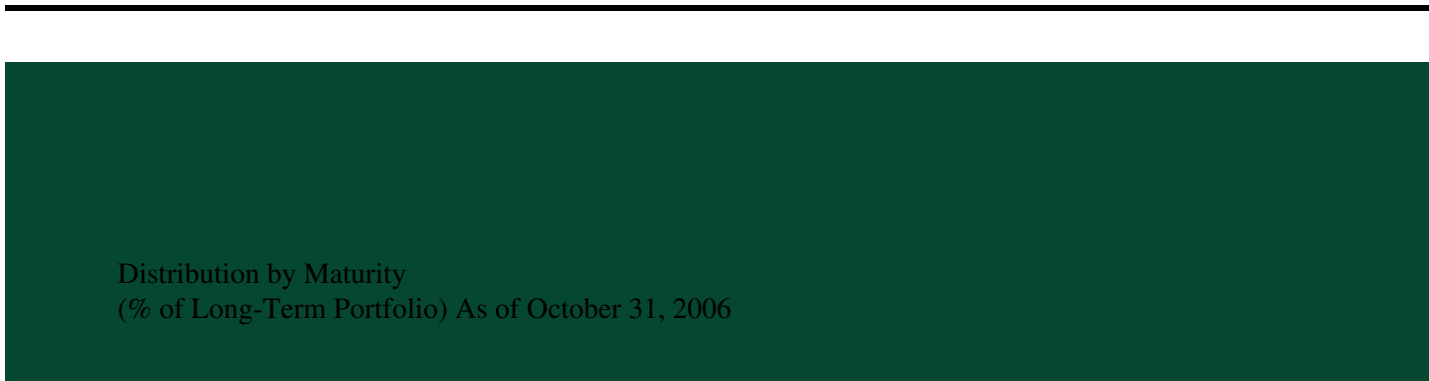 Distribution by Maturity
(% of Long-Term Portfolio) As of October 31, 2006